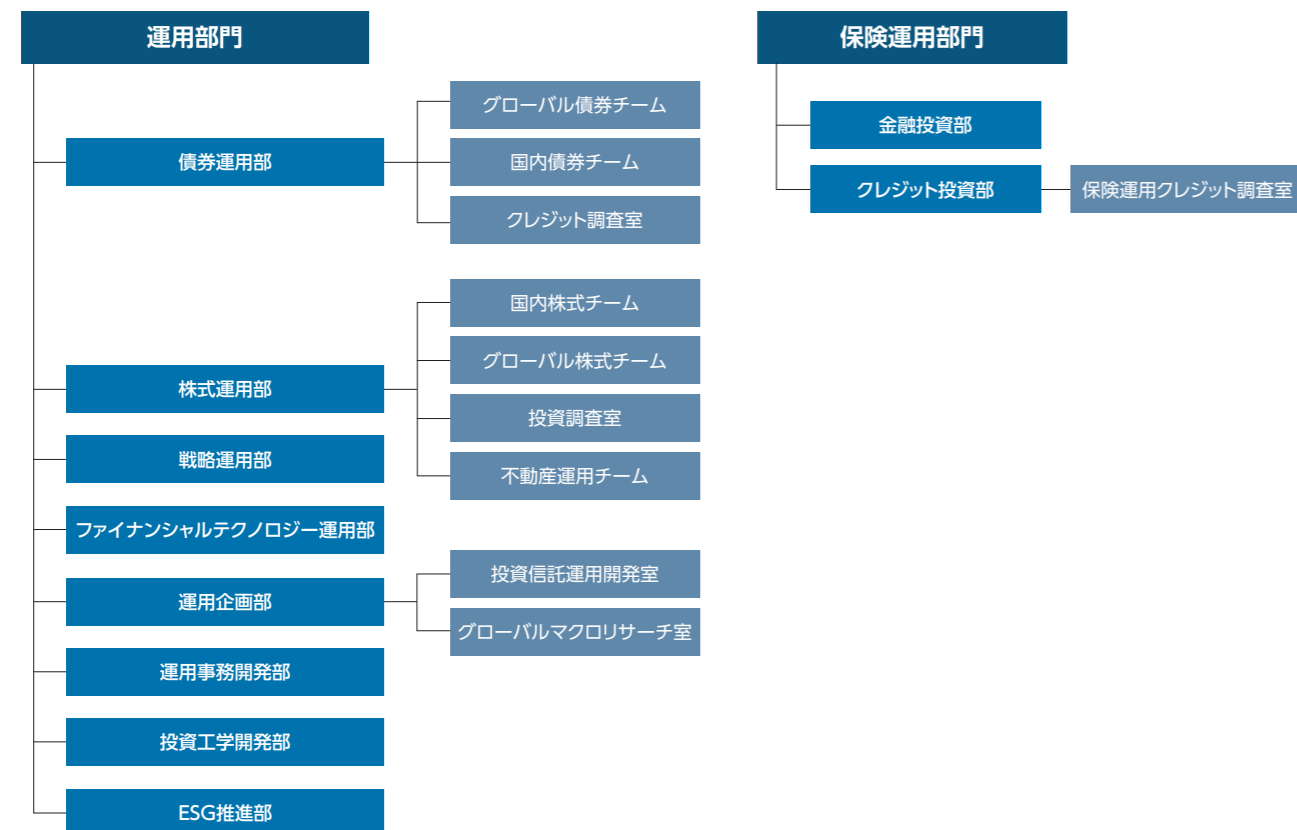 運用部門
債券運用部
グローバル債券チーム
国内債券チーム
クレジット調査室
株式運用部
国内株式チーム
グローバル株式チーム
投資調査室
不動産運用チーム
戦略運用部
ファイナンシャルテクノロジー運用部
運用企画部
投資信託運用開発室
グローバルマクロリサーチ室
運用事務開発部
投資工学開発部
ESG推進部
保険運用部門
金融投資部
クレジット投資部
保険運用クレジット調査室